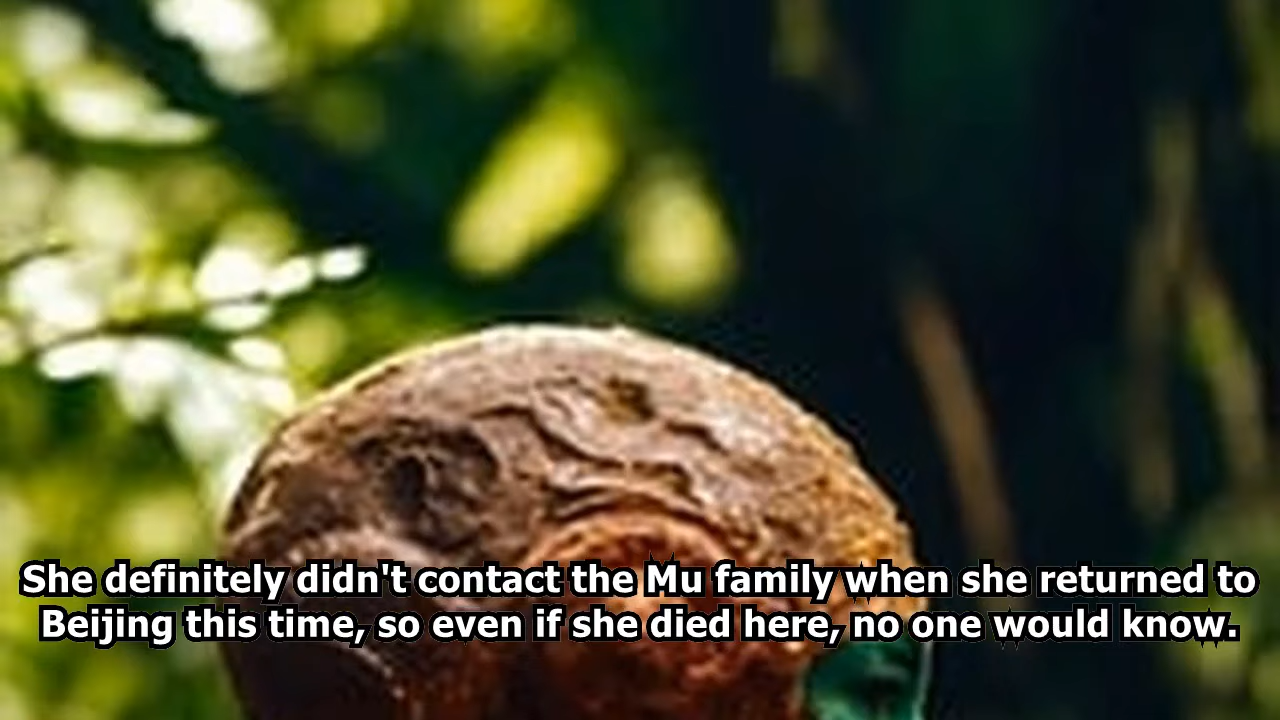 She definitely didn't contact the Mu family when she returned to
Beijing this time, so even if she died here, no one would know.